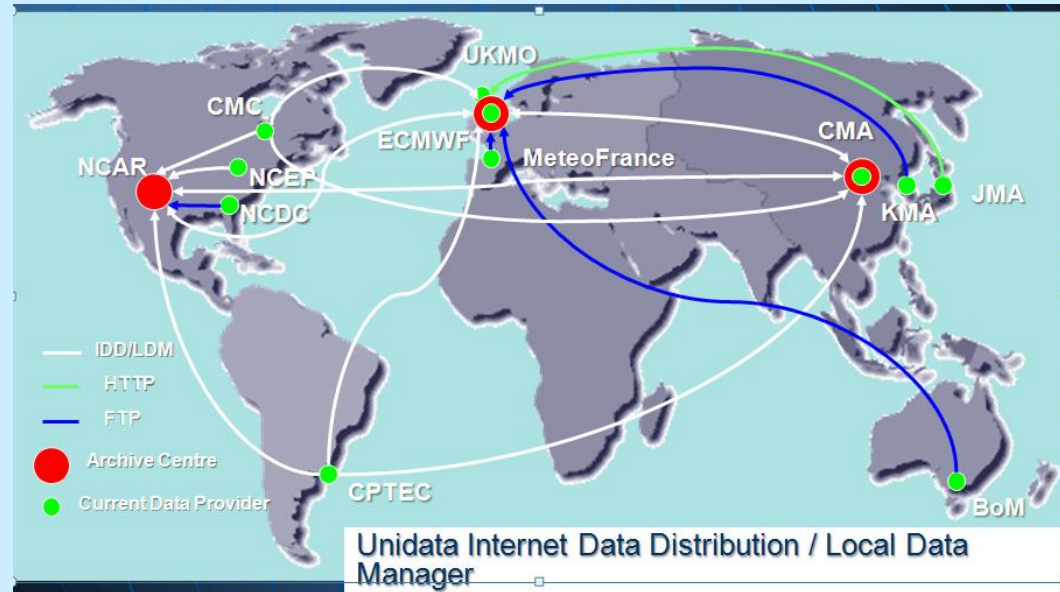 UKMO
CMC
CMA
ECMWF
MeteoFrance
NCAR
NCEP
KMA
JMA
NCDC
IDD/LDM
HTTP
FTP
Archive Centre
CPTEC
Current Data Provider
BoM
Unidata Internet Data Distribution / Local Data
Manager